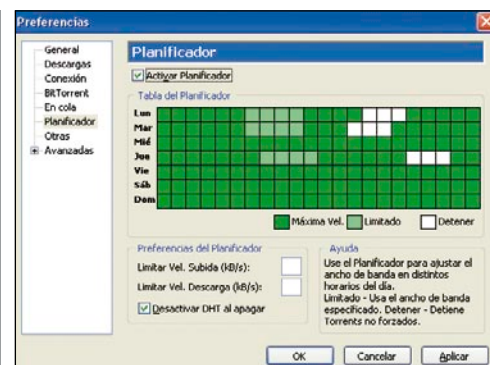 Preferencias
General
Descargas
Conexión
BitTorrent
En cola
Planificador
Otras
Avanzadas
Planificador
Activar Planificador
Tabla del Planificador
Lun
Mar
Mié
Jue
Vie
Sáb
Dom
Máxima Vel.
Limitado
Detener
Preferencias del Planificador
Limitar Vel. Subida (kB/s):
Limitar Vel. Descarga (kB/s):
Desactivar DHT al apagar
Ayuda
Use el Planificador para ajustar el
ancho de banda en distintos
horarios del día.
Limitado - Usa el ancho de banda
especificado. Detener - Detiene
Torrents no forzados.
OK
Cancelar
Aplicar